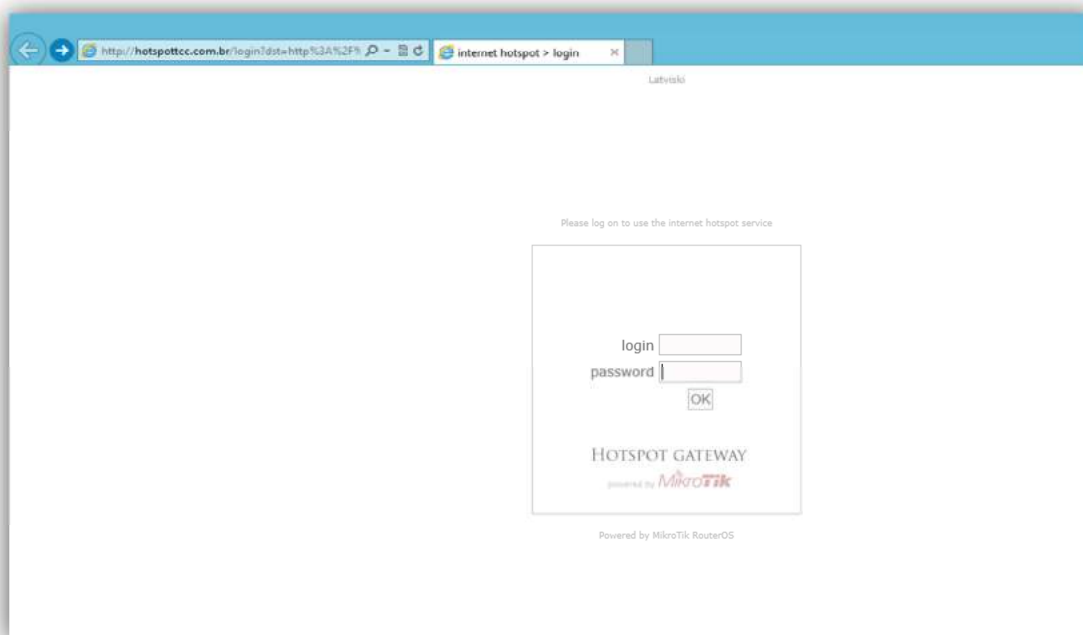 http://hotspottcc.com.br/login?dst=http%3A%2F% internet hotspot > login
Latviski
Please log on to use the internet hotspot service
login
password
OK
HOTSPOT GATEWAY
powered by MikroTik
Powered by MikroTik RouterOS